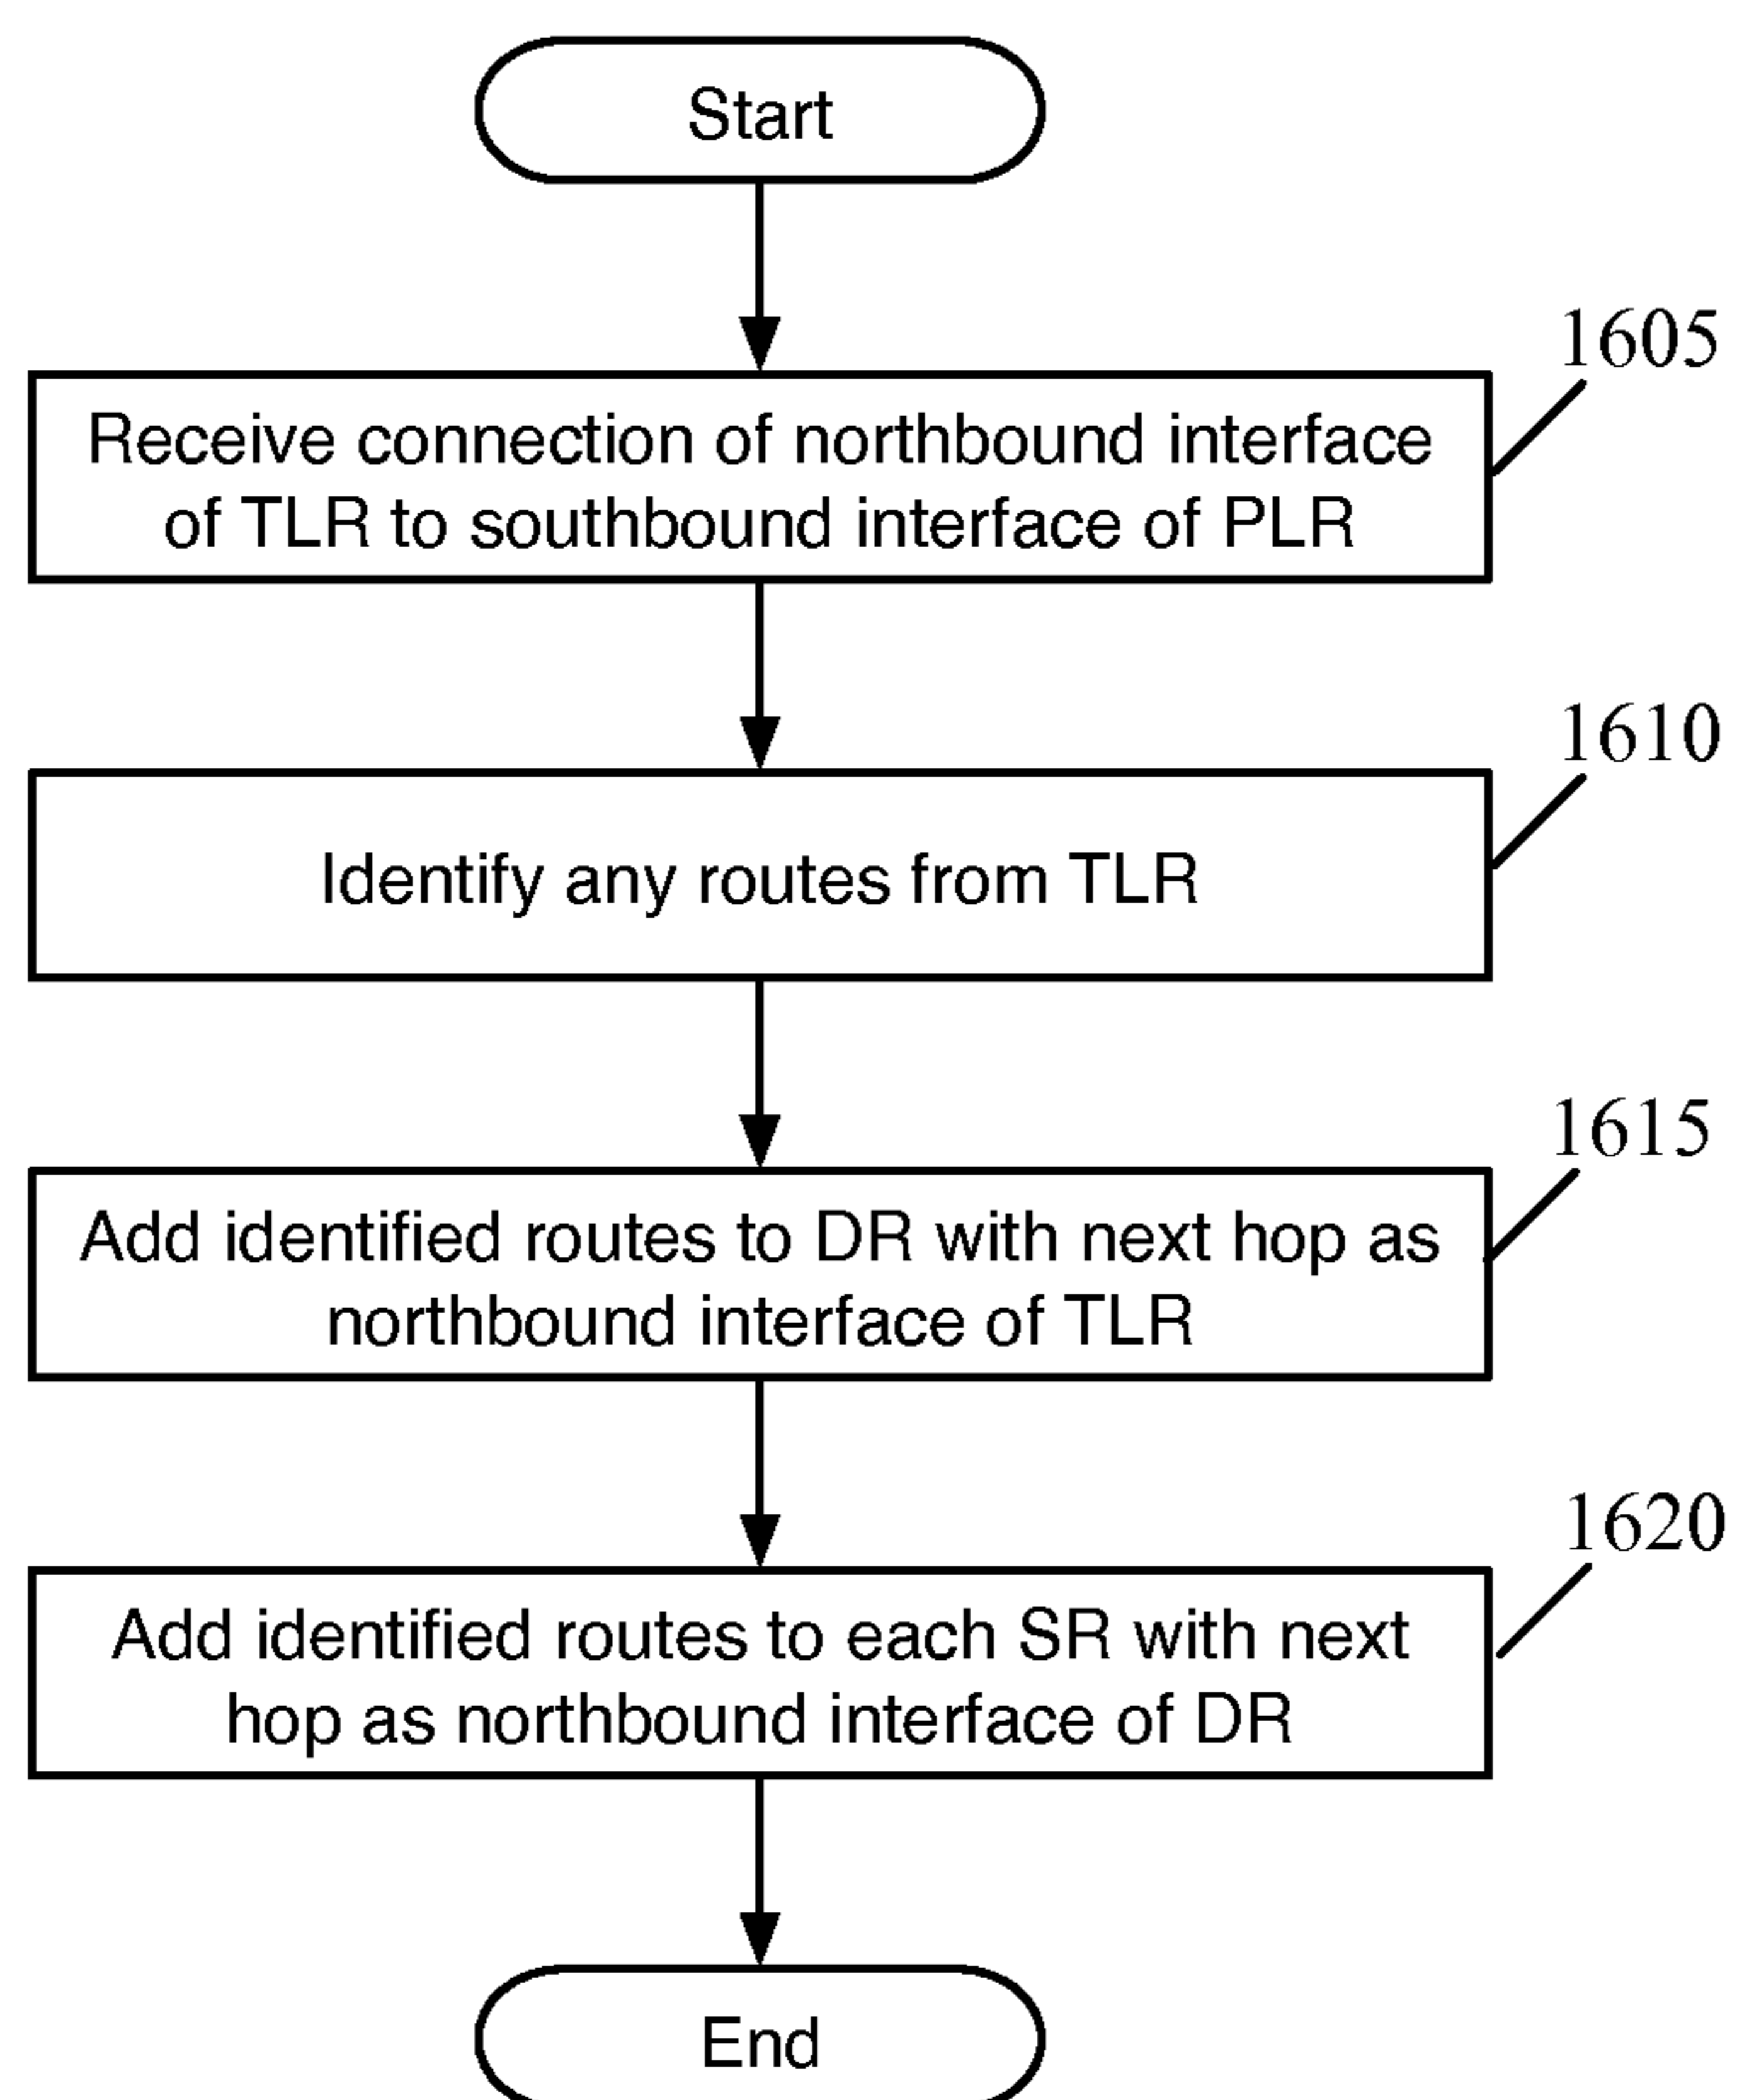 Start
1605
Receive connection of northbound interface
of TLR to southbound interface of PLR
1610
Identify any routes from TLR
1615
Add identified routes to DR with next hop as
northbound interface of TLR
1620
Add identified routes to each SR with next
hop as northbound interface of DR
End